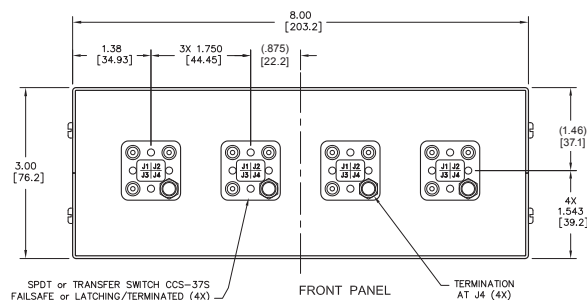 8.00
[203.2]
1.38
[34.93]
3X 1.750
[44.45]
(.875)
[22.2]
3.00
[76.2]
(1.46)
[37.1]
4X
1.543
[39.2]
J1 J2
J3 J4
J1 J2
J3 J4
J1 J2
J3 J4
J1 J2
J3 J4
SPDT or TRANSFER SWITCH CCS-37S
FAILSAFE or LATCHING/TERMINATED (4X)
FRONT PANEL
TERMINATION
AT J4 (4X)